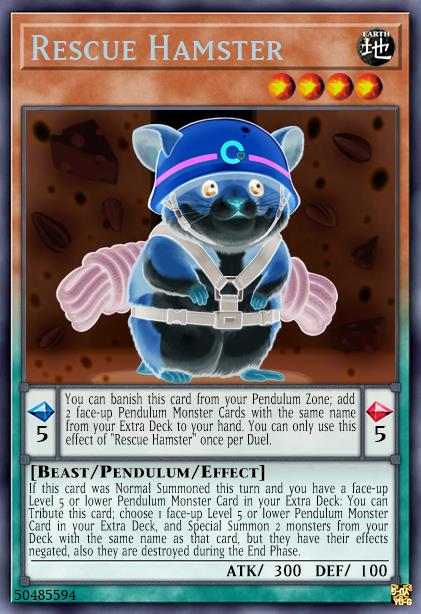 RESCUE HAMSTER
EARTH
地
C
You can banish this card from your Pendulum Zone; add
2 face-up Pendulum Monster Cards with the same name
from your Extra Deck to your hand. You can only use this
effect of "Rescue Hamster" once per Duel.
5
5
[BEAST/PENDULUM/EFFECT]
If this card was Normal Summoned this turn and you have a face-up
Level 5 or lower Pendulum Monster Card in your Extra Deck: You can
Tribute this card; choose 1 face-up Level 5 or lower Pendulum Monster
Card in your Extra Deck, and Special Summon 2 monsters from your
Deck with the same name as that card, but they have their effects
negated, also they are destroyed during the End Phase.
ATK/ 300 DEF/ 100
50485594